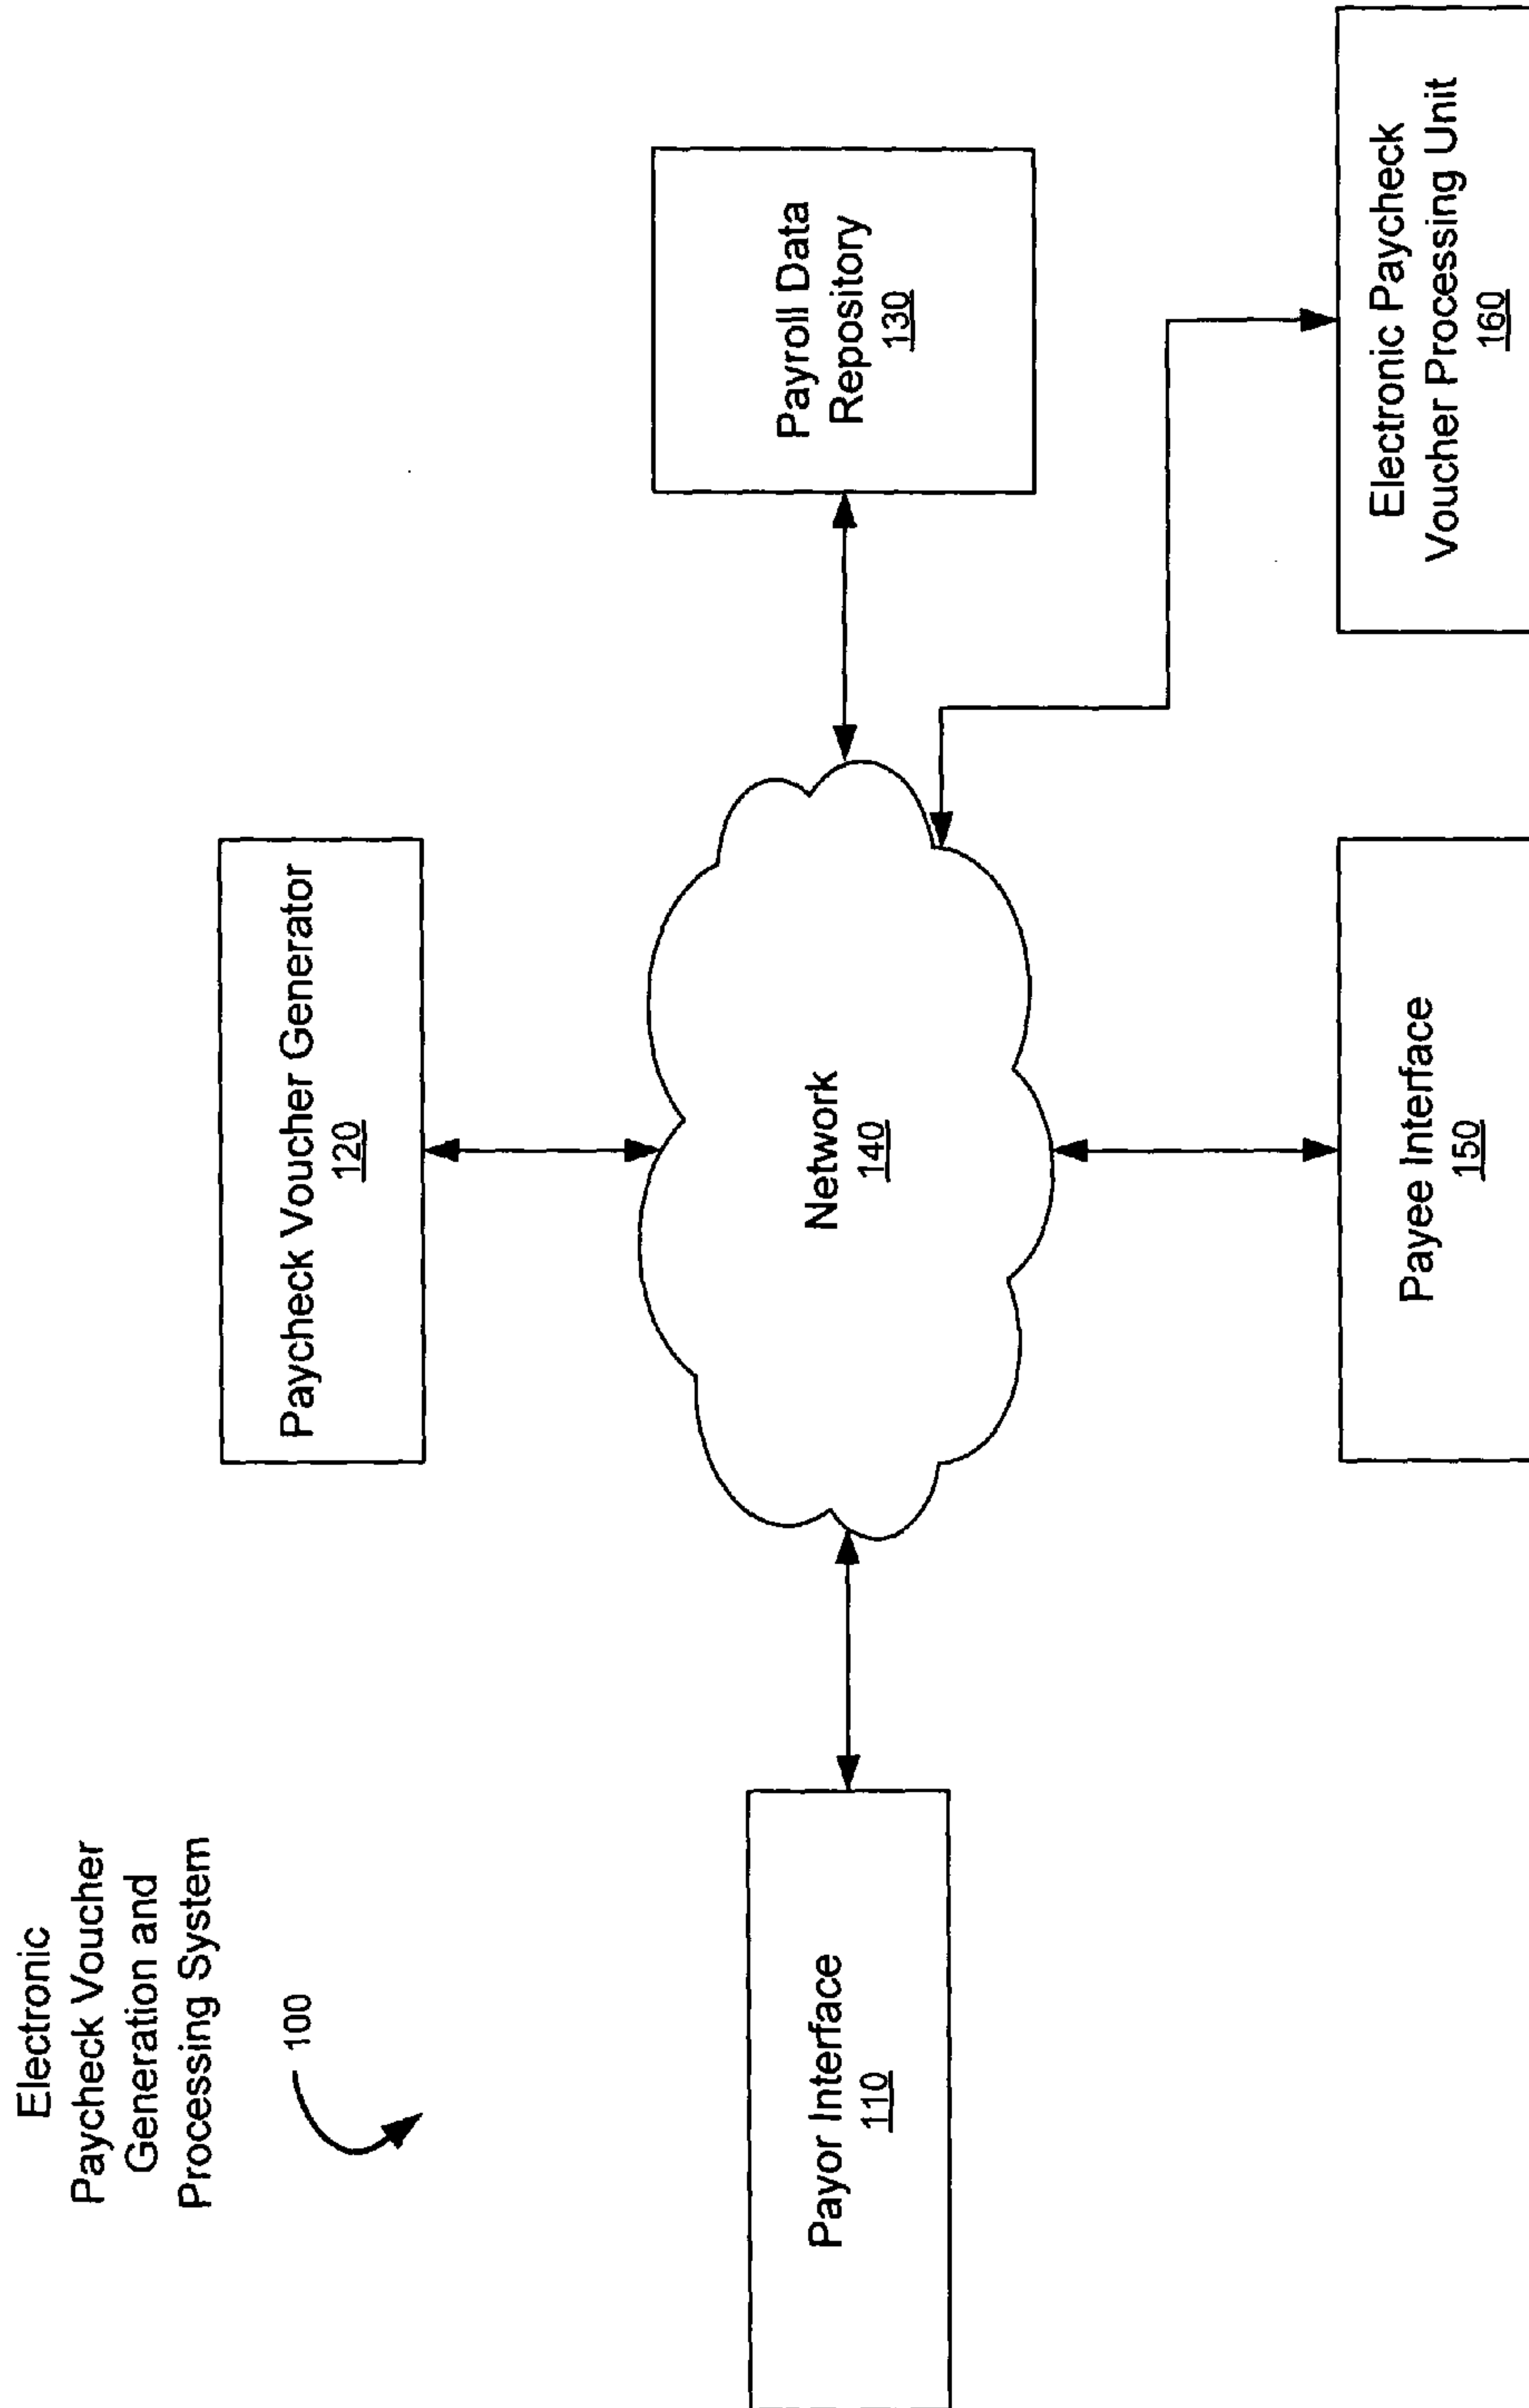 Electronic
Paycheck Voucher
Generation and
Processing System
100
Paycheck Voucher Generator
120
Payor Interface
110
Network
140
Payroll Data
Repository
130
Payee Interface
150
Electronic Paycheck
Voucher Processing Unit
160